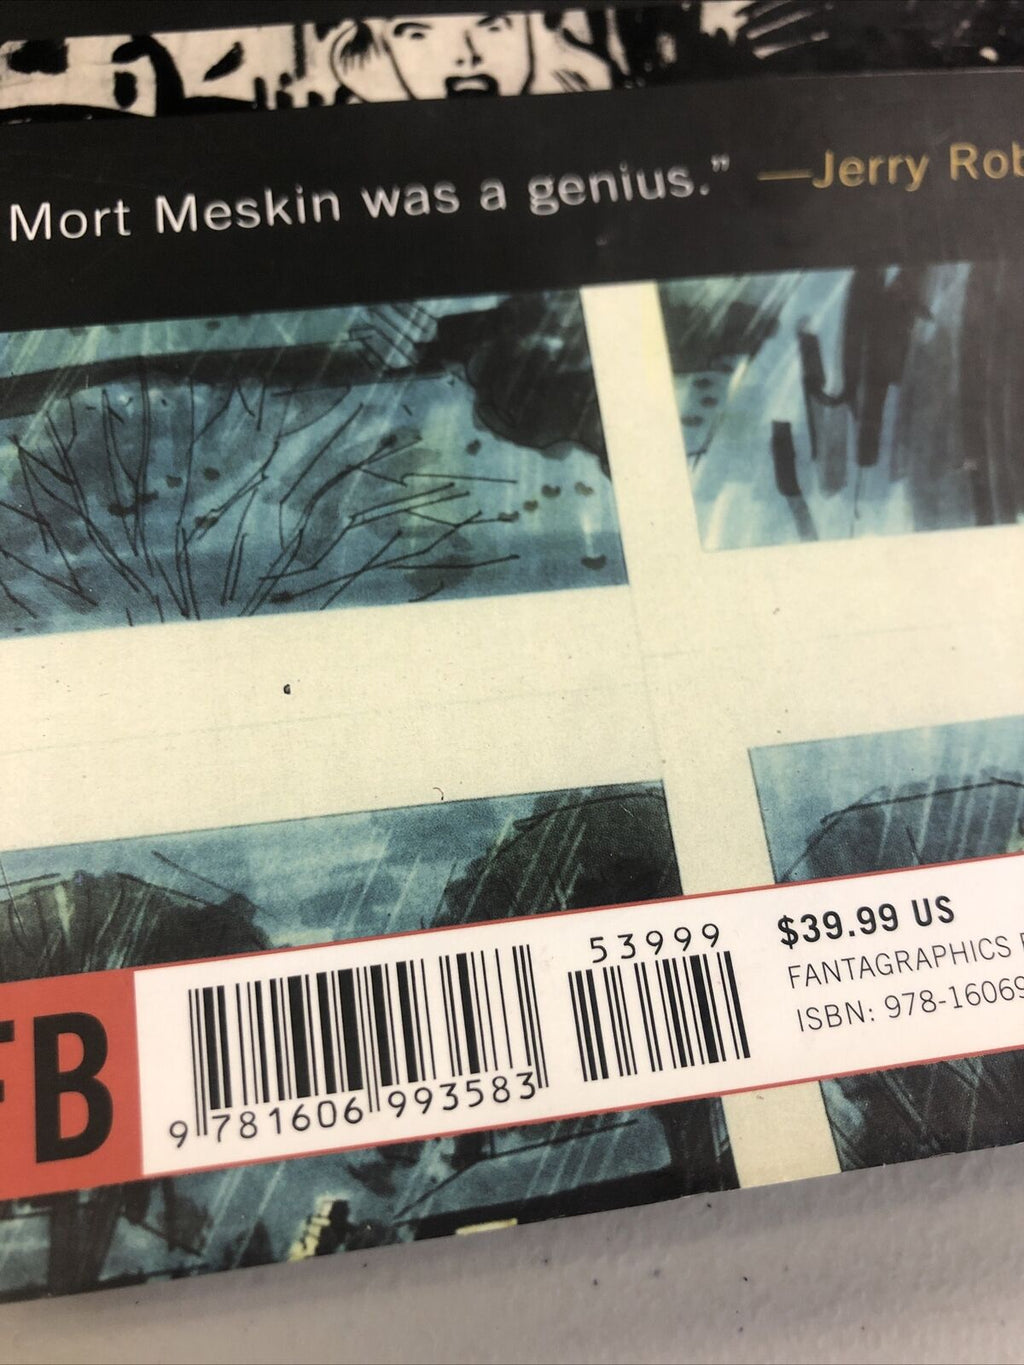 Mort Meskin was a genius." —Jerry Rob
53999
$39.99 US
FANTAGRAPHICS
ISBN: 978-16069
FB
9 781606 993583